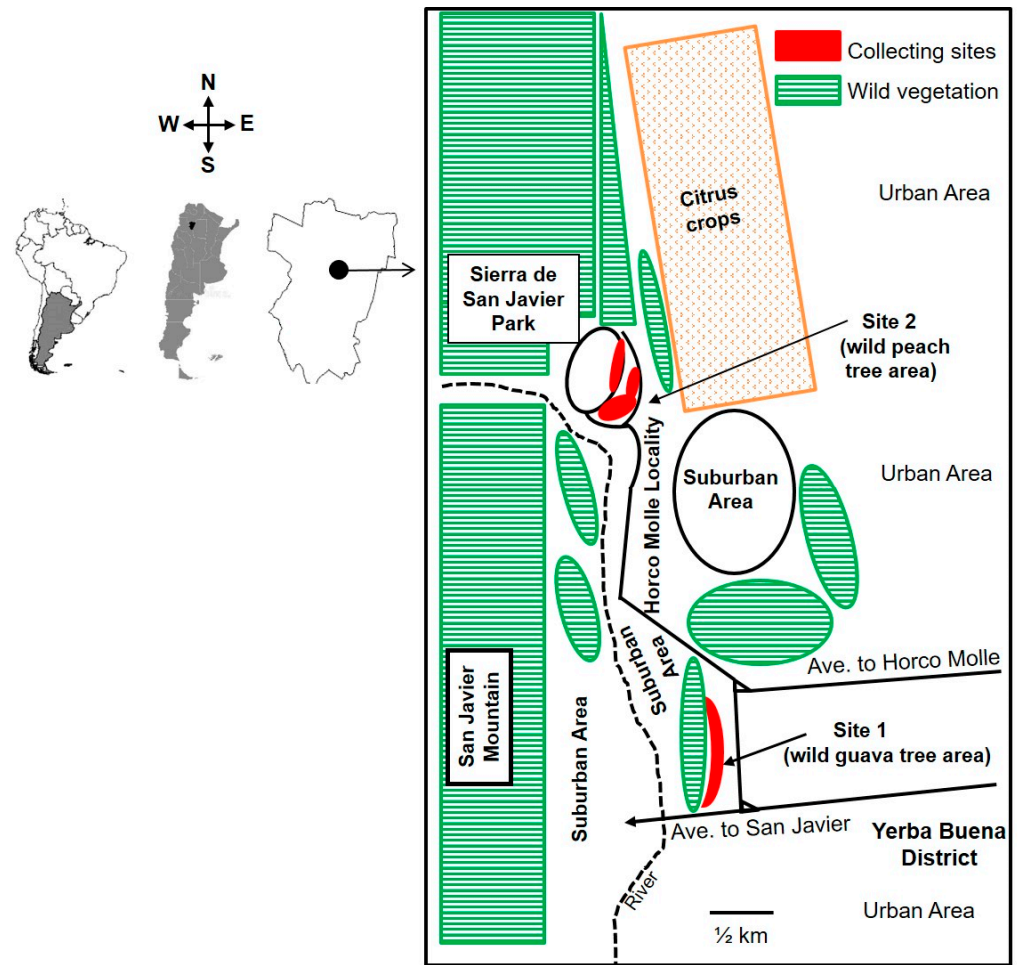 N
W
E
S
Collecting sites
Wild vegetation
Citrus
crops
Urban Area
Sierra de
San Javier
Park
Site 2
(wild peach
tree area)
Horco Molle Locality
Suburban
Area
Urban Area
Suburban
Area
Ave. to Horco Molle
San Javier
Mountain
Suburban Area
Site 1
(wild guava tree area)
Ave. to San Javier
Yerba Buena
District
River
Urban Area
½ km